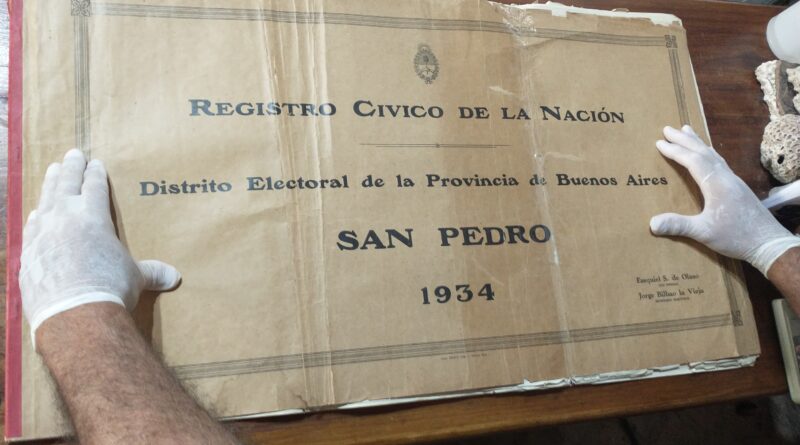 REGISTRO CIVICO DE LA NACIÓN
Distrito Electoral de la Provincia de Buenos Aires
SAN PEDRO
1934
Ezequiel S. de Olaso
Jorge Bilbao la Vieja